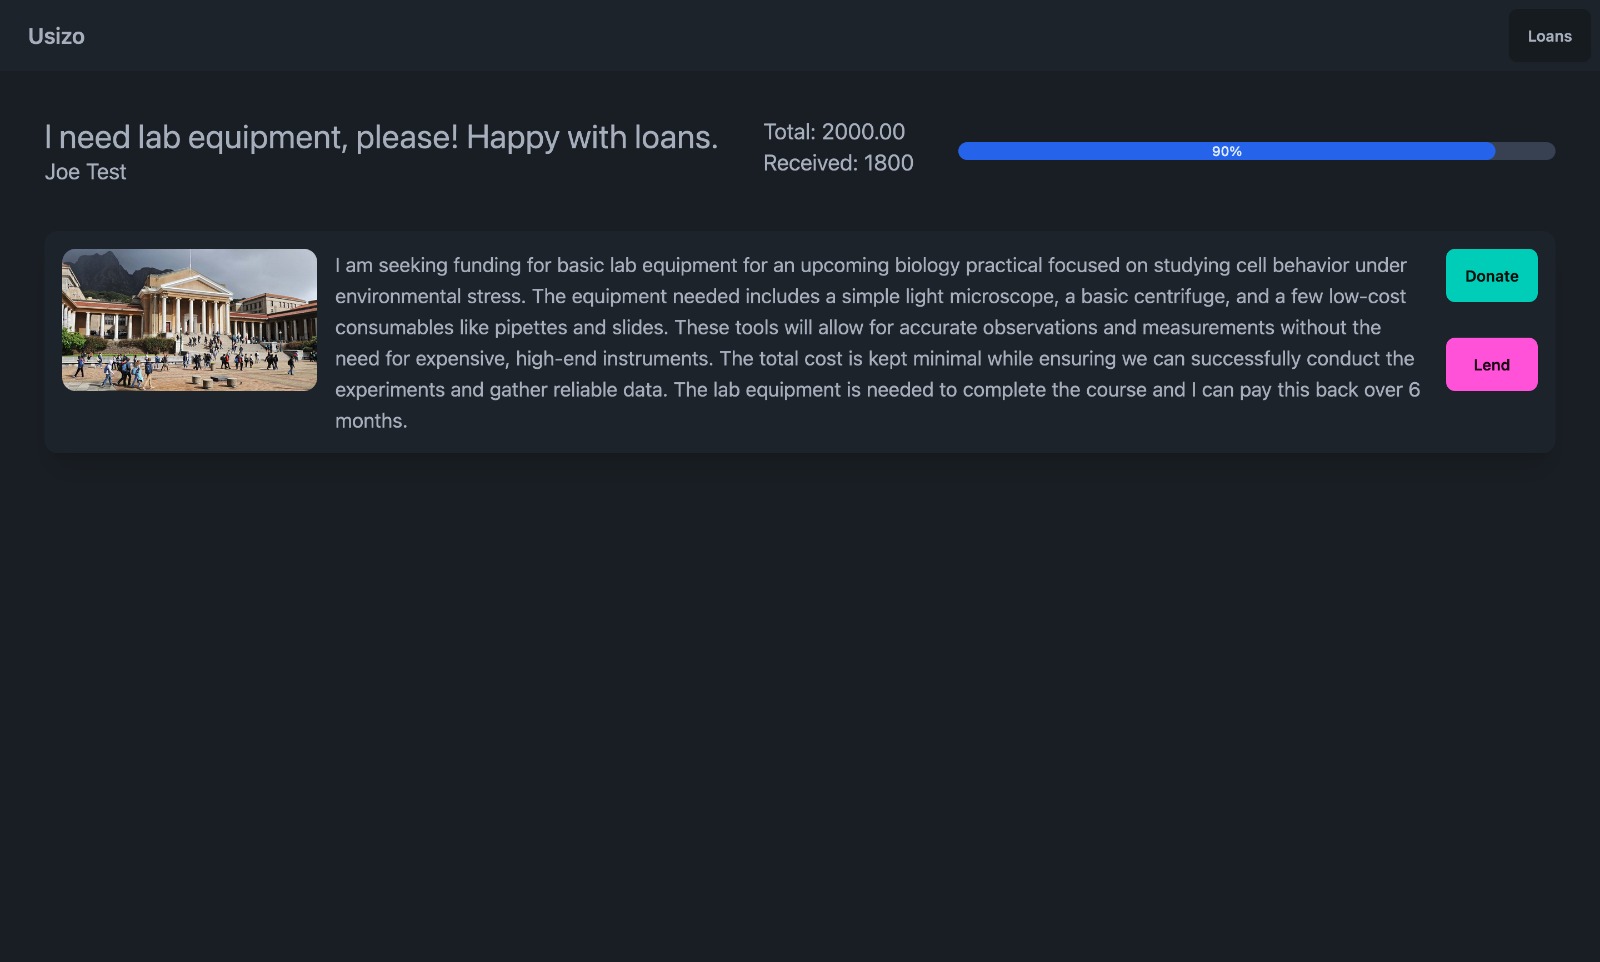 Usizo
Loans
I need lab equipment, please! Happy with loans.
Joe Test
Total: 2000.00
Received: 1800
90%
I am seeking funding for basic lab equipment for an upcoming biology practical focused on studying cell behavior under
environmental stress. The equipment needed includes a simple light microscope, a basic centrifuge, and a few low-cost
consumables like pipettes and slides. These tools will allow for accurate observations and measurements without the
need for expensive, high-end instruments. The total cost is kept minimal while ensuring we can successfully conduct the
experiments and gather reliable data. The lab equipment is needed to complete the course and I can pay this back over 6
months.
Donate
Lend